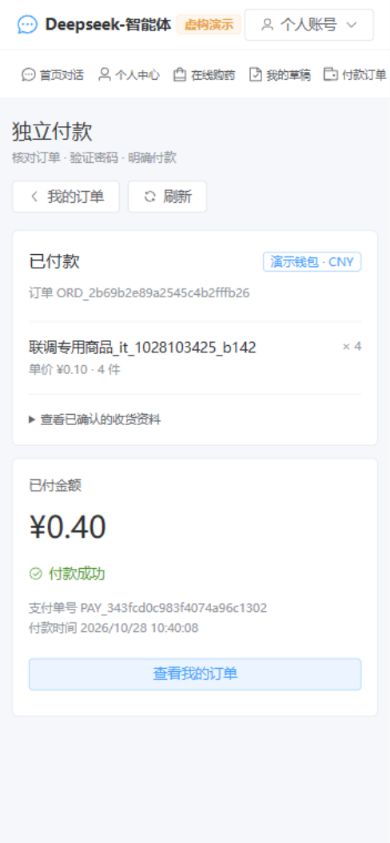 Deepseek-智能体 虚构演示 个人账号
首页对话 个人中心 在线购药 我的草稿 付款订单
独立付款
核对订单 · 验证密码 · 明确付款
我的订单 刷新
已付款 演示钱包 · CNY
订单 ORD_2b69b2e89a2545c4b2fffb26
联调专用商品_it_1028103425_b142 × 4
单价 ¥0.10 · 4 件
查看已确认的收货资料
已付金额
¥0.40
付款成功
支付单号 PAY_343fcd0c983f4074a96c1302
付款时间 2026/10/28 10:40:08
查看我的订单